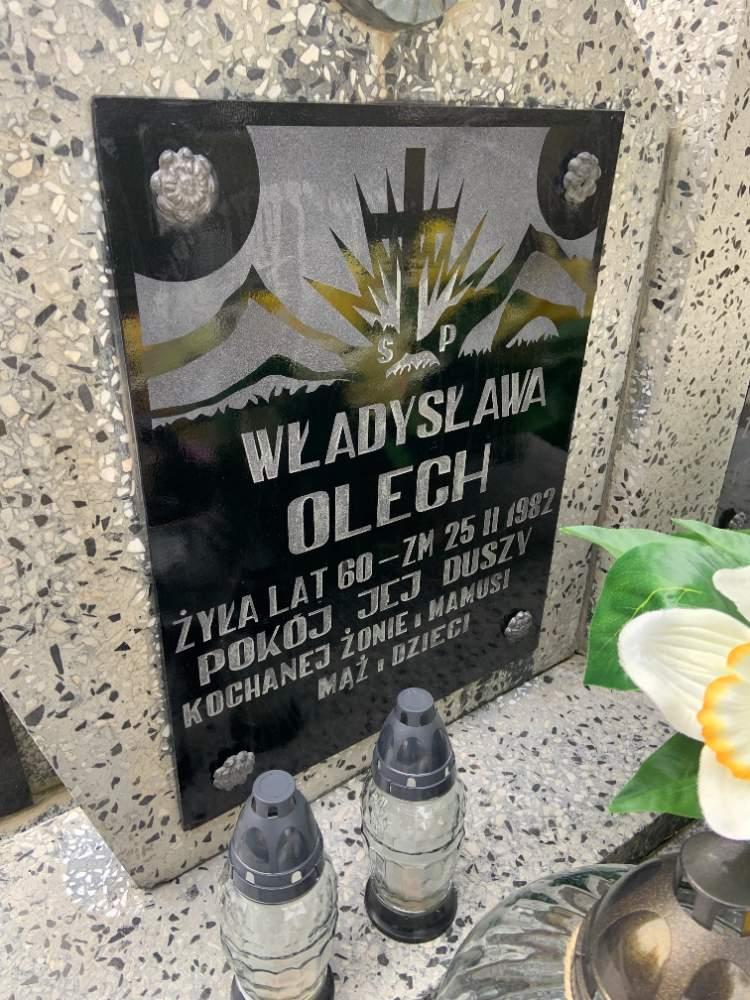 S P
WŁADYSŁAWA
OLECH
ŻYŁA LAT 60 – ZM 25 II 1982
POKÓJ JEJ DUSZY
KOCHANEJ ŻONIE i MAMUSI
MĄŻ i DZIECI